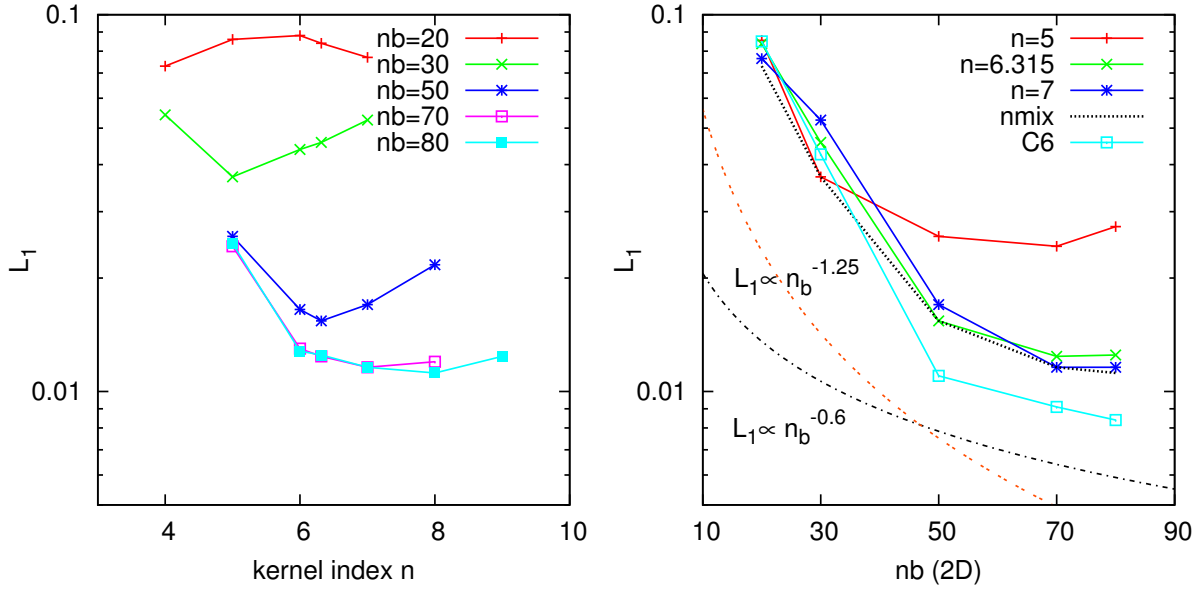 0.1
0.01
L₁
4
6
8
10
kernel index n
nb=20
nb=30
nb=50
nb=70
nb=80
0.1
0.01
L₁
10
30
50
70
90
nb (2D)
n=5
n=6.315
n=7
nmix
C6
L₁∝ n_b^-1.25
L₁∝ n_b^-0.6